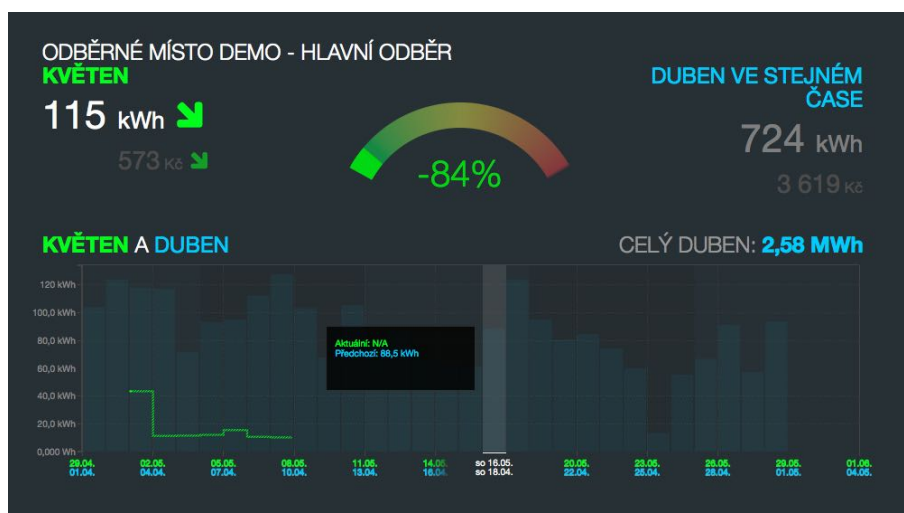 ODBĚRNÉ MÍSTO DEMO - HLAVNÍ ODBĚR
KVĚTEN
115 kWh
573 Kč
-84%
DUBEN VE STEJNÉM
ČASE
724 kWh
3 619 Kč
KVĚTEN A DUBEN
CELÝ DUBEN: 2,58 MWh
120 kWh
100,0 kWh
80,0 kWh
60,0 kWh
40,0 kWh
20,0 kWh
0,000 Wh
Aktuální: N/A
Předchozí: 88,5 kWh
29.04. 02.05. 05.05. 08.05. 11.05. 14.05. so 16.05. 20.05. 23.05. 26.05. 29.05. 01.06.
01.04. 04.04. 07.04. 10.04. 13.04. 16.04. so 18.04. 22.04. 25.04. 28.04. 01.05. 04.05.